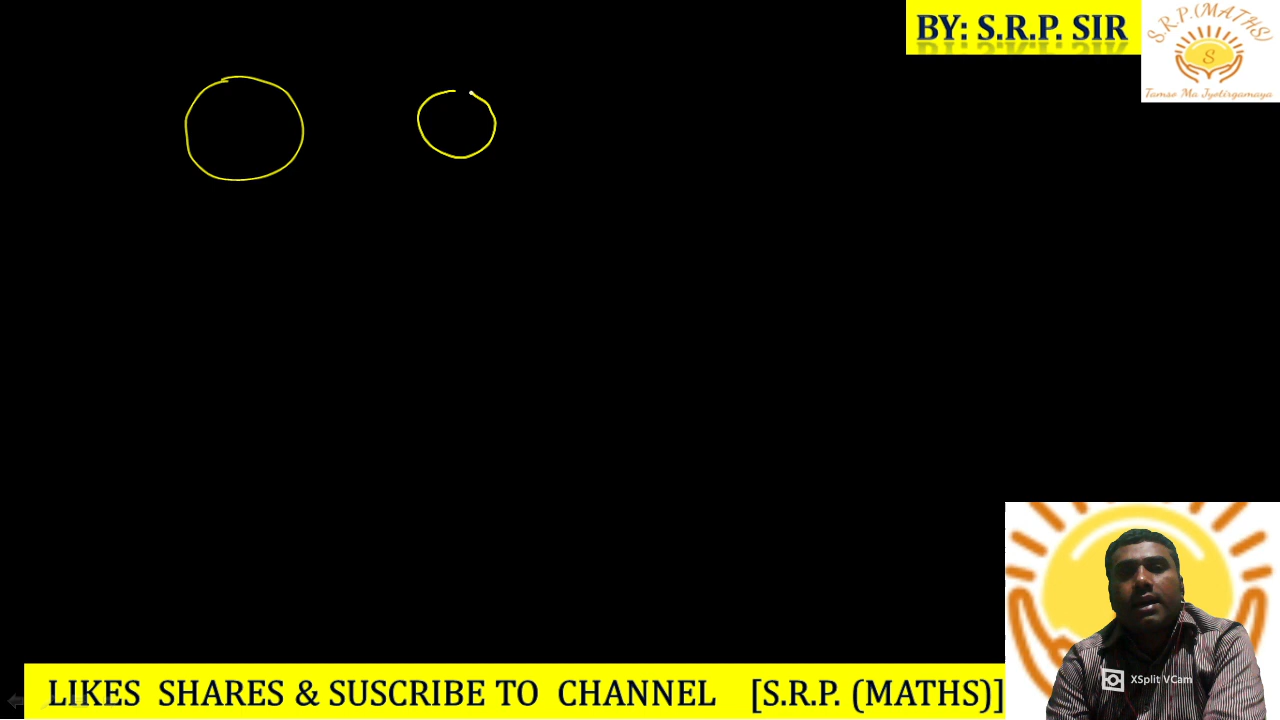 BY: S.R.P. SIR
S.R.P.(MATHS)
S
Tamso Ma Jyotirgamaya
XSplit VCam
LIKES SHARES & SUSCRIBE TO CHANNEL [S.R.P. (MATHS)]